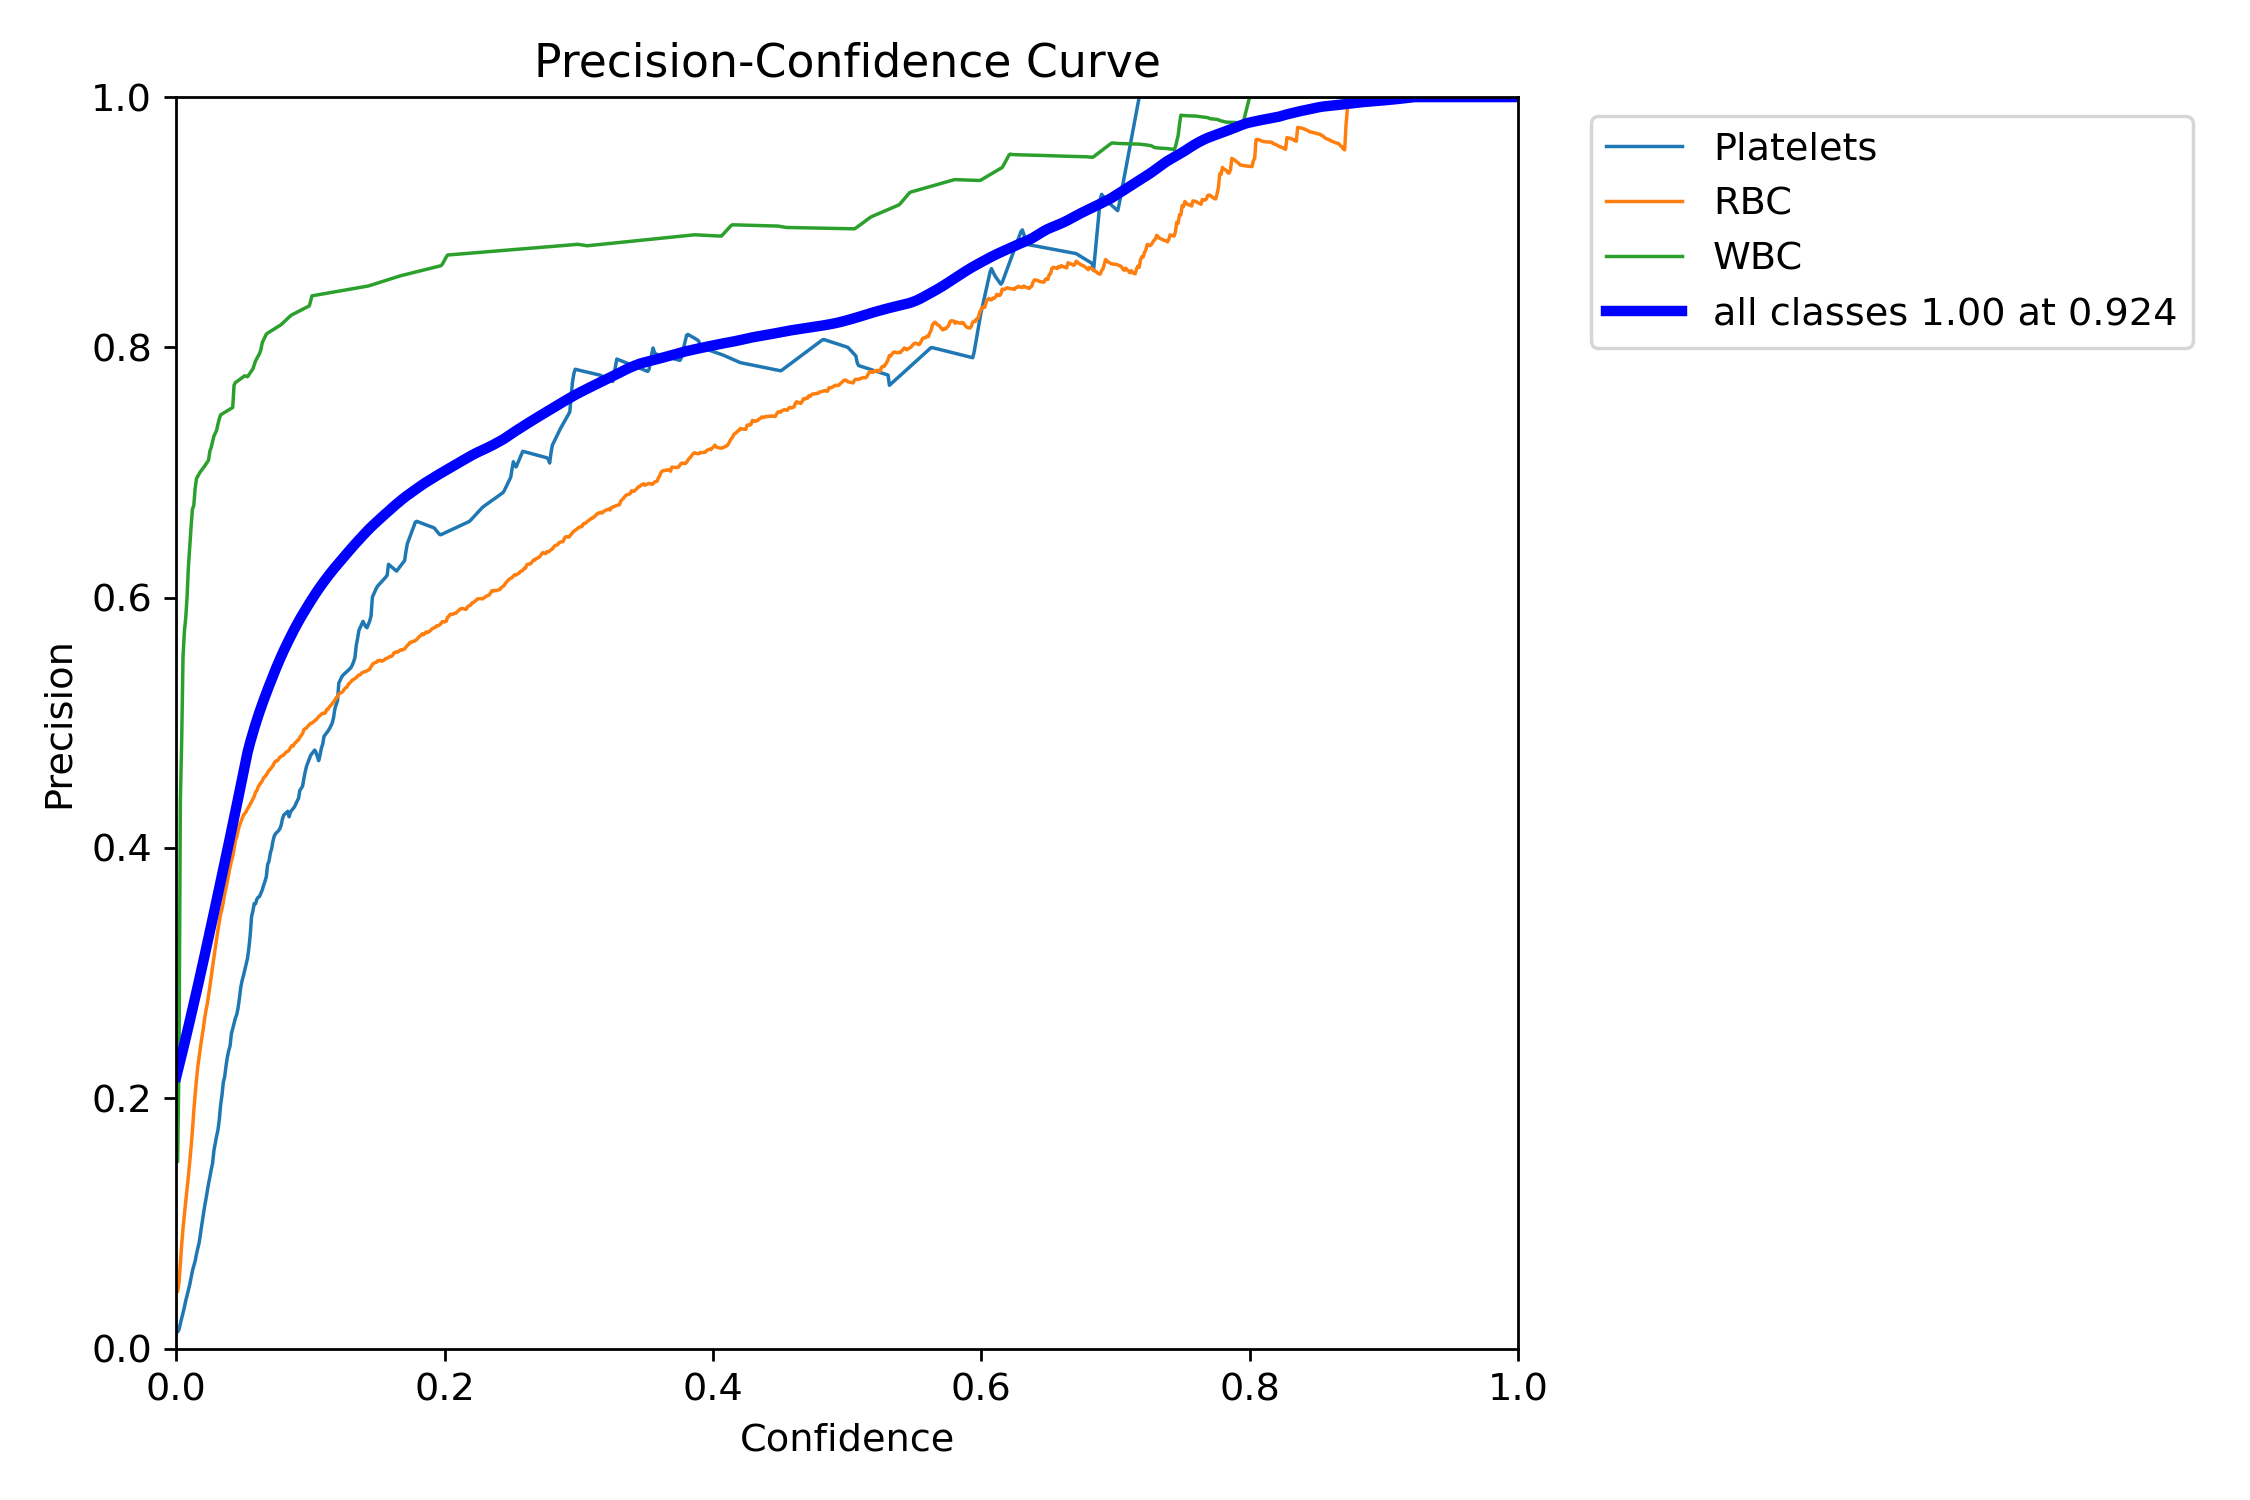 Precision-Confidence Curve
1.0
0.8
0.6
0.4
0.2
0.0
Precision
0.0 0.2 0.4 0.6 0.8 1.0
Confidence
Platelets
RBC
WBC
all classes 1.00 at 0.924